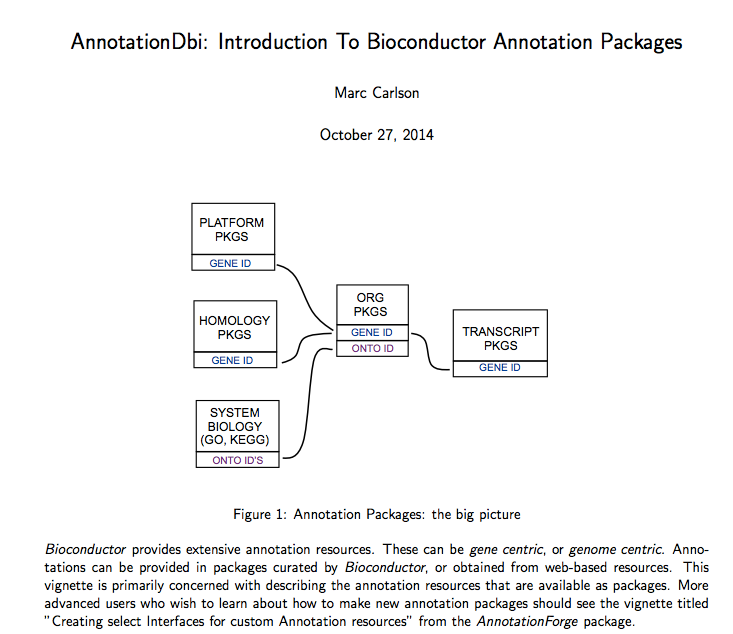 AnnotationDbi: Introduction To Bioconductor Annotation Packages
Marc Carlson
October 27, 2014
PLATFORM
PKGS
GENE ID
HOMOLOGY
PKGS
GENE ID
SYSTEM
BIOLOGY
(GO, KEGG)
ONTO ID'S
ORG
PKGS
GENE ID
ONTO ID
TRANSCRIPT
PKGS
GENE ID
Figure 1: Annotation Packages: the big picture
Bioconductor provides extensive annotation resources. These can be gene centric, or genome centric. Anno-
tations can be provided in packages curated by Bioconductor, or obtained from web-based resources. This
vignette is primarily concerned with describing the annotation resources that are available as packages. More
advanced users who wish to learn about how to make new annotation packages should see the vignette titled
"Creating select Interfaces for custom Annotation resources" from the AnnotationForge package.